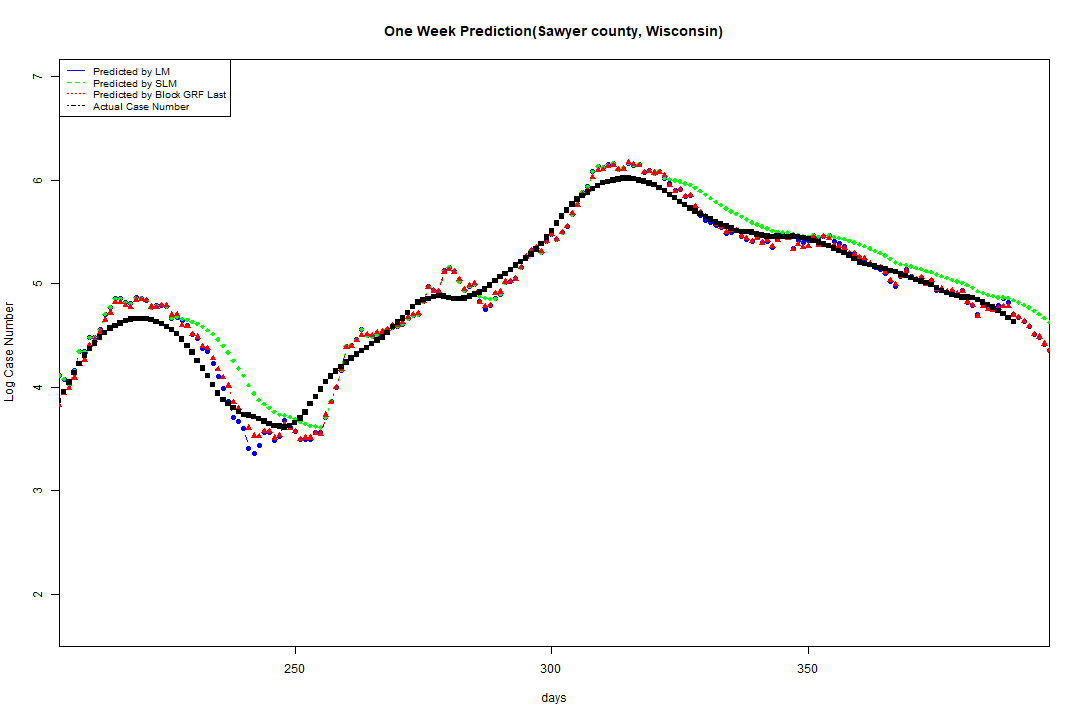 One Week Prediction(Sawyer county, Wisconsin)
Predicted by LM
Predicted by SLM
Predicted by Block GRF Last
Actual Case Number
7
6
5
4
3
2
Log Case Number
250 300 350
days